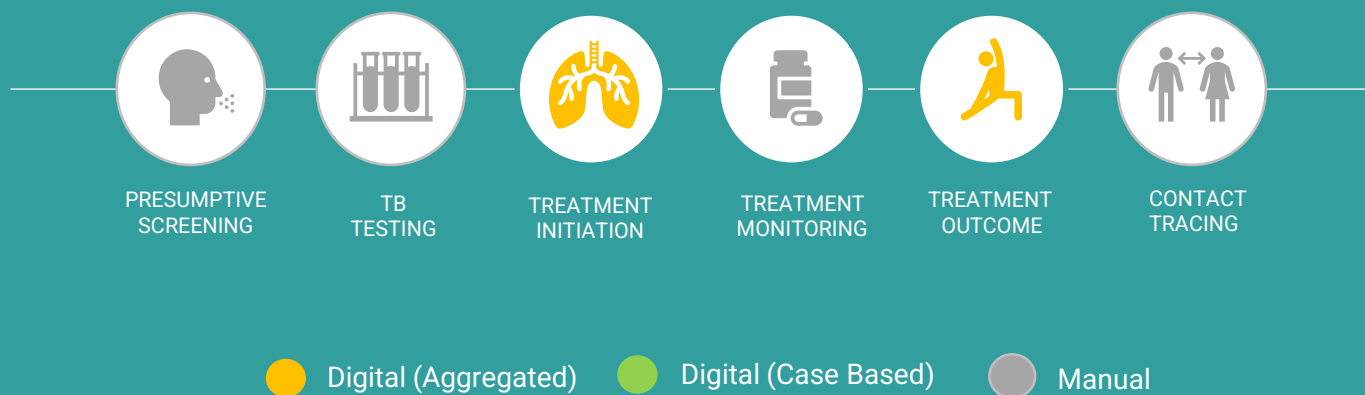 PRESUMPTIVE
SCREENING
TB
TESTING
TREATMENT
INITIATION
TREATMENT
MONITORING
TREATMENT
OUTCOME
CONTACT
TRACING
Digital (Aggregated)
Digital (Case Based)
Manual